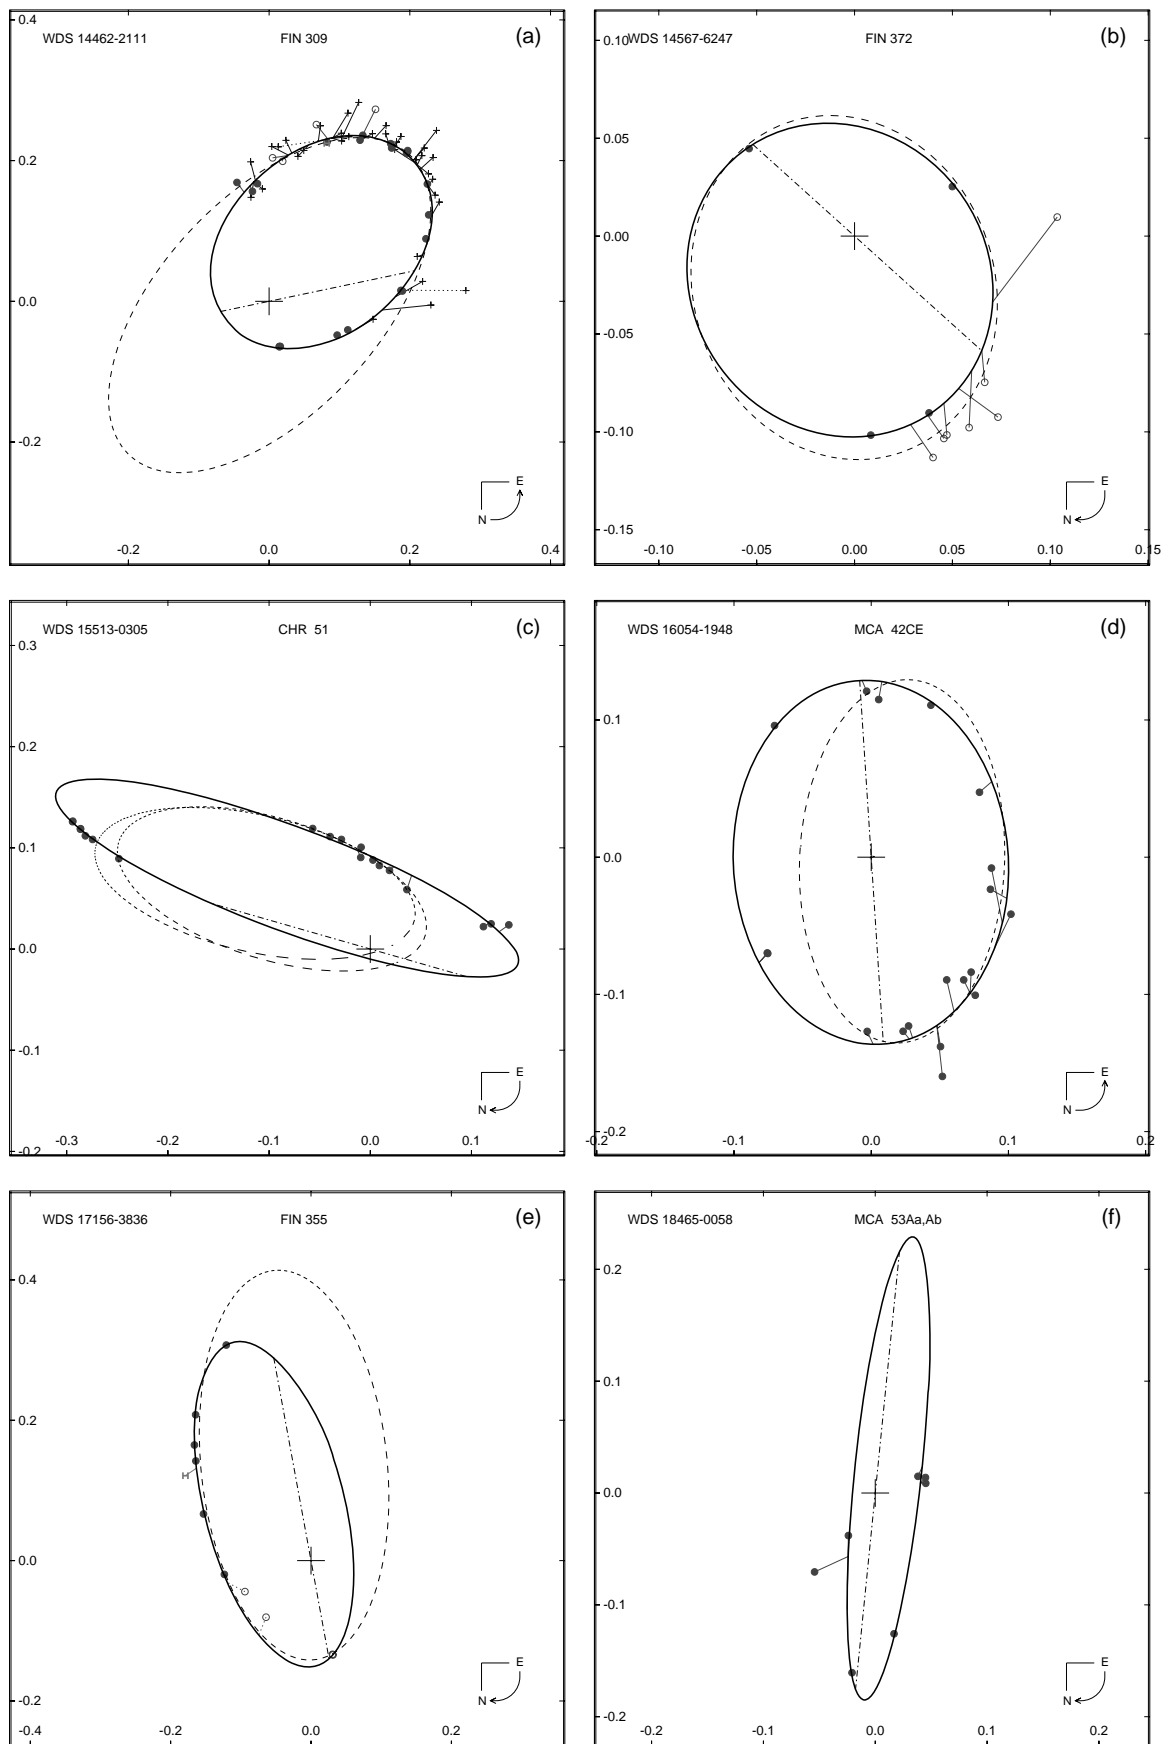 0.4
WDS 14462-2111 FIN 309 (a)
0.2
0.0
-0.2
E
N
-0.2 0.0 0.2 0.4
0.10 WDS 14567-6247 FIN 372 (b)
0.05
0.00
-0.05
-0.10
E
N
-0.15
-0.10 -0.05 0.00 0.05 0.10 0.15
WDS 15513-0305 CHR 51 (c)
0.3
0.2
0.1
0.0
-0.1
E
N
-0.2
-0.3 -0.2 -0.1 0.0 0.1
WDS 16054-1948 MCA 42CE (d)
0.1
0.0
-0.1
E
N
-0.2
-0.2 -0.1 0.0 0.1 0.2
WDS 17156-3836 FIN 355 (e)
0.4
0.2
0.0
E
N
-0.2
-0.4 -0.2 0.0 0.2
WDS 18465-0058 MCA 53Aa,Ab (f)
0.2
0.1
0.0
-0.1
E
N
-0.2
-0.2 -0.1 0.0 0.1 0.2